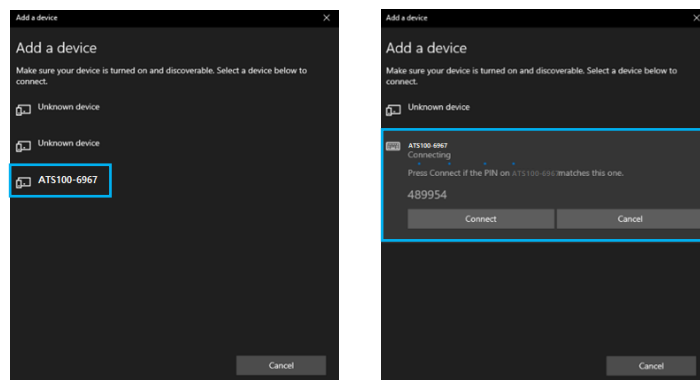 Add a device
Add a device
Make sure your device is turned on and discoverable. Select a device below to
connect.
Unknown device
Unknown device
ATS100-6967
Cancel
Add a device
Add a device
Make sure your device is turned on and discoverable. Select a device below to
connect.
Unknown device
ATS100-6967
Connecting
Press Connect if the PIN on ATS100-6967matches this one.
489954
Connect
Cancel
Cancel